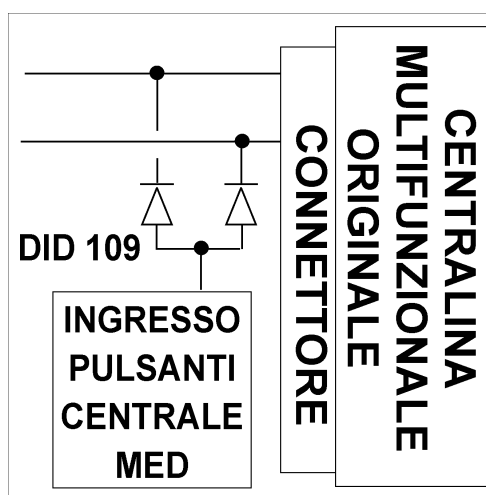 DID 109
INGRESSO
PULSANTI
CENTRALE
MED
CONNETTORE
CENTRALINA
MULTIFUNZIONALE
ORIGINALE